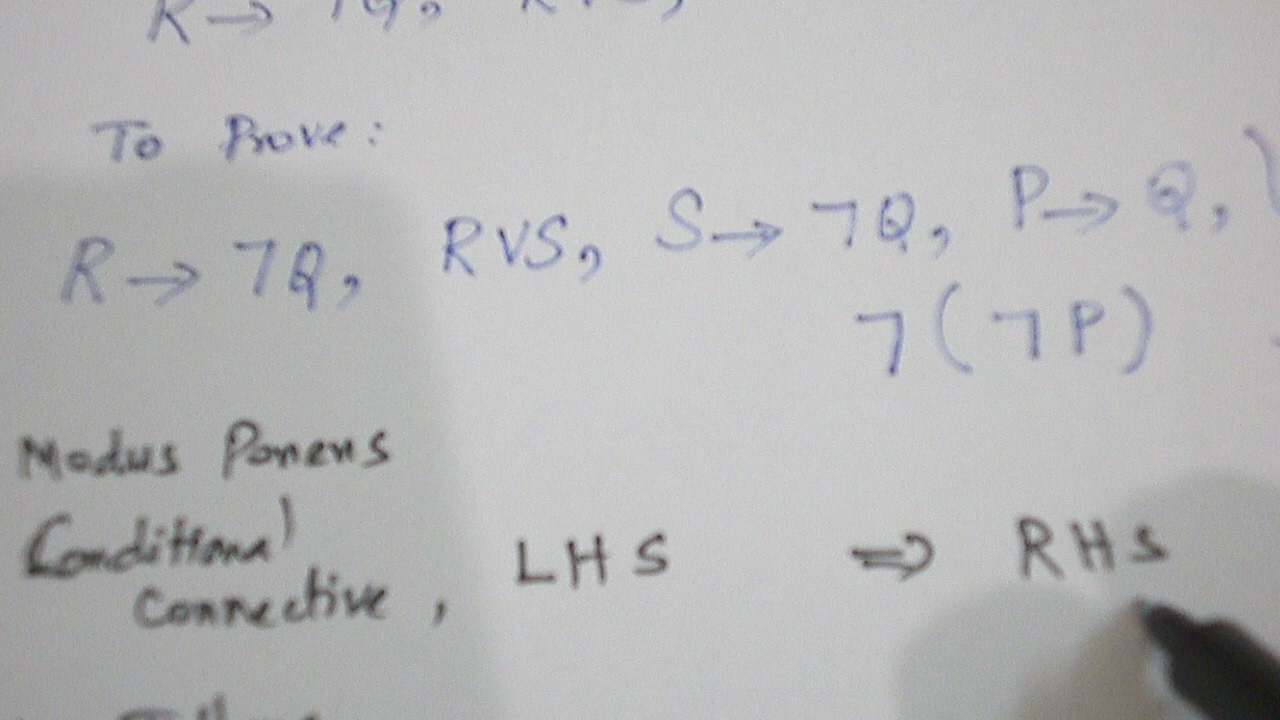 R → ¬Q,
To Prove:
R → ¬Q, R∨S, S → ¬Q, P → Q,
¬(¬P)
Modus Ponens
Conditional
connective, LHS ⇒ RHS